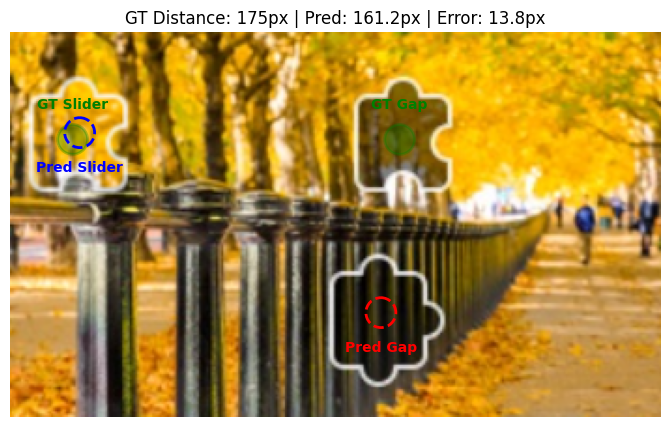 GT Distance: 175px | Pred: 161.2px | Error: 13.8px
GT Slider
GT Gap
Pred Slider
Pred Gap